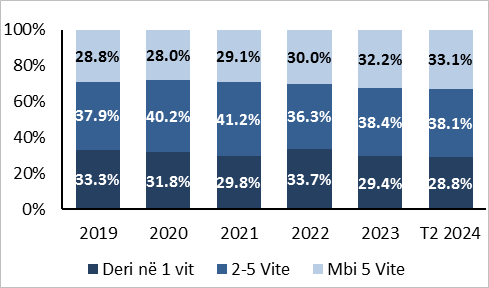 100%
80%
60%
40%
20%
0%
28.8% 28.0% 29.1% 30.0% 32.2% 33.1%
37.9% 40.2% 41.2% 36.3% 38.4% 38.1%
33.3% 31.8% 29.8% 33.7% 29.4% 28.8%
2019 2020 2021 2022 2023 T2 2024
Deri në 1 vit 2-5 Vite Mbi 5 Vite